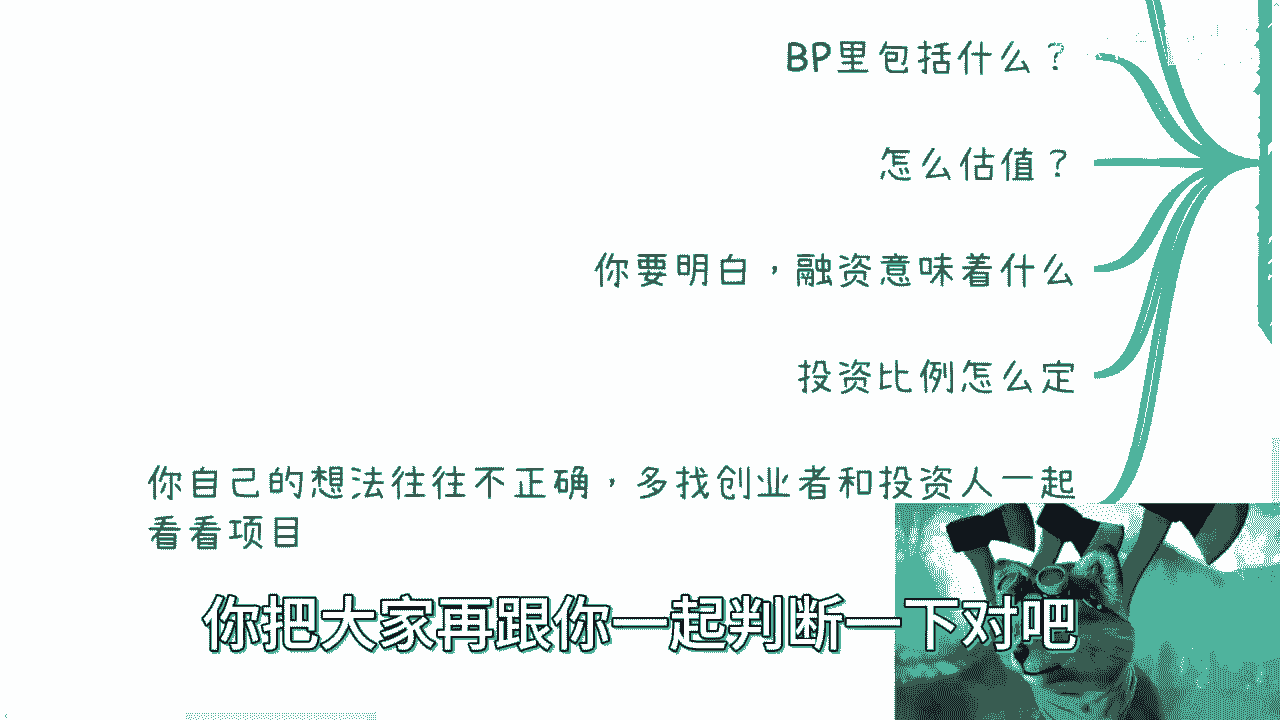 BP里包括什么？
怎么估值？
你要明白，融资意味着什么
投资比例怎么定
你自己的想法往往不正确，多找创业者和投资人一起
看看项目
你把大家再跟你一起判断一下对吧